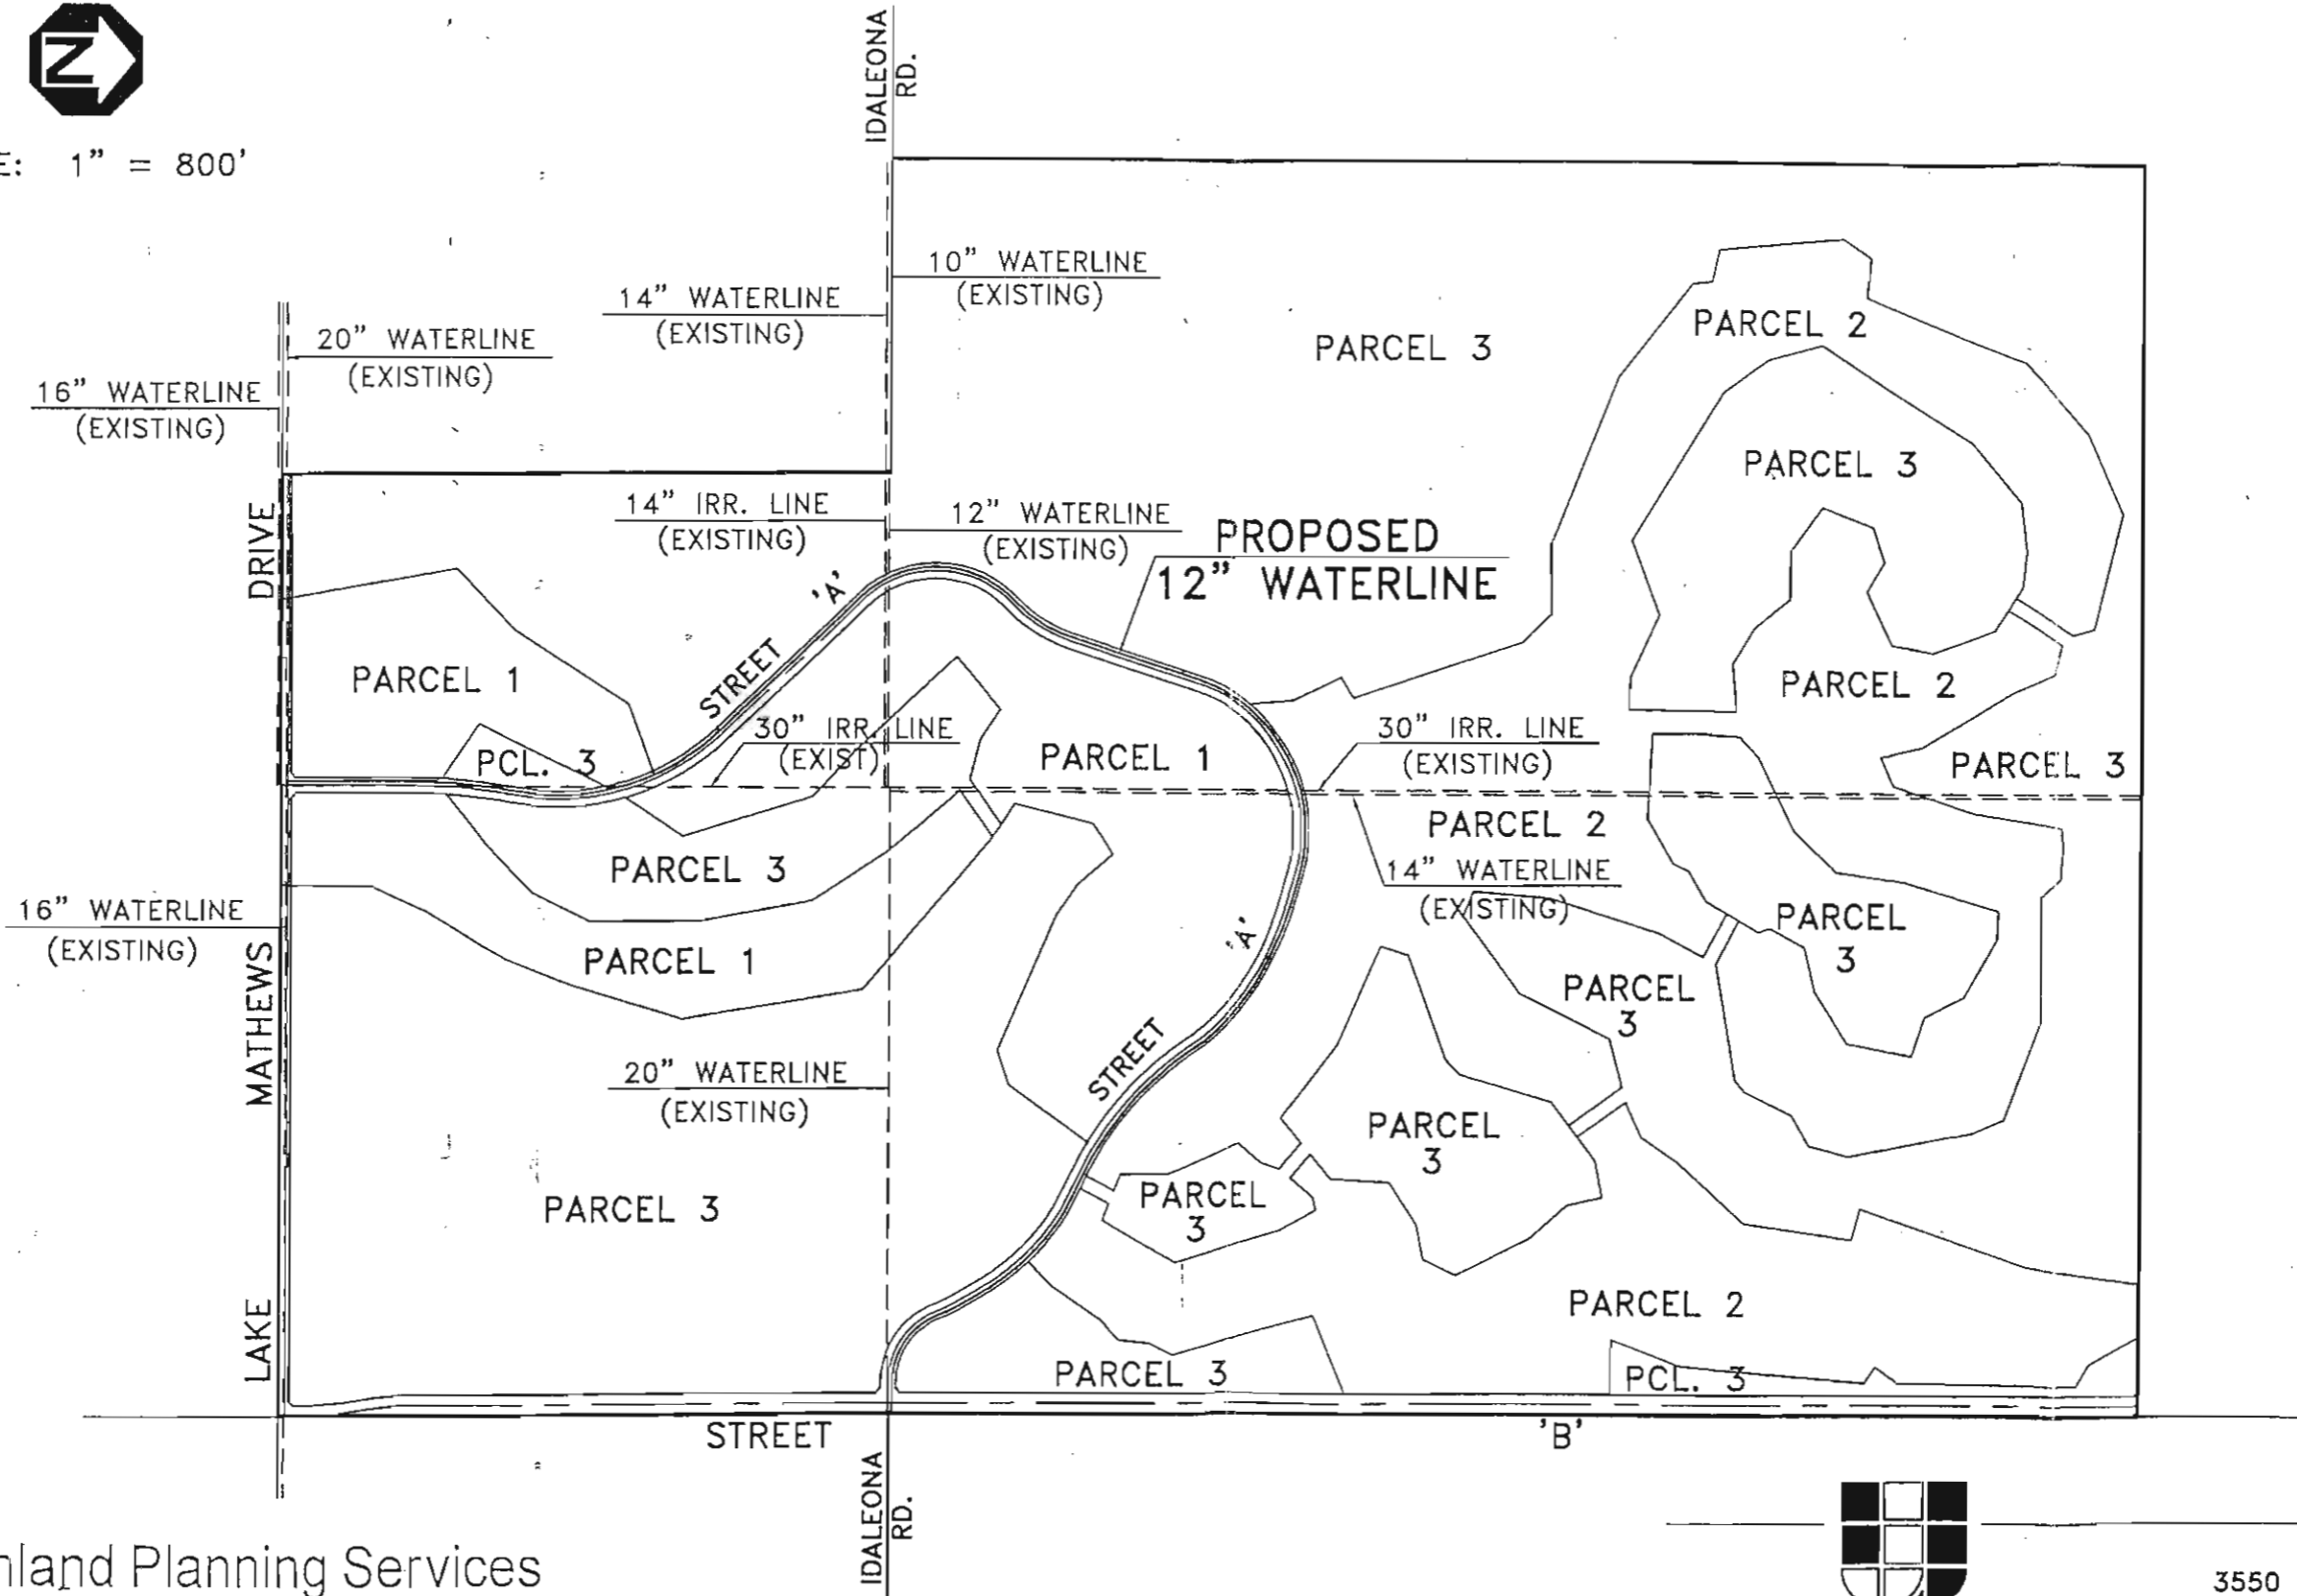 N
E: 1" = 800'
IDALEONA
RD.
10" WATERLINE
(EXISTING)
14" WATERLINE
(EXISTING)
20" WATERLINE
(EXISTING)
16" WATERLINE
(EXISTING)
PARCEL 3
PARCEL 2
PARCEL 3
14" IRR. LINE
(EXISTING)
12" WATERLINE
(EXISTING)
PROPOSED
12" WATERLINE
DRIVE
'A'
STREET
PARCEL 1
PCL. 3
30" IRR. LINE
(EXIST)
PARCEL 1
30" IRR. LINE
(EXISTING)
PARCEL 2
PARCEL 3
PARCEL 2
14" WATERLINE
(EXISTING)
PARCEL 3
PARCEL 1
16" WATERLINE
(EXISTING)
MATHEWS
'A'
STREET
PARCEL
3
PARCEL
3
20" WATERLINE
(EXISTING)
PARCEL
3
PARCEL
3
PARCEL 3
LAKE
PARCEL 2
PARCEL 3
PCL. 3
STREET
'B'
IDALEONA
RD.
nland Planning Services
3550